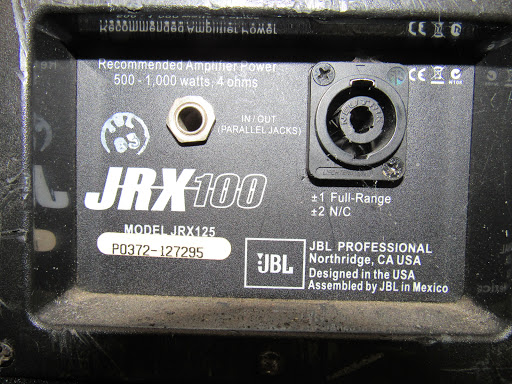 Recommended Amplifier Power
500 - 1,000 watts, 4 ohms
IN / OUT
(PARALLEL JACKS)
NEUTRIK
JRX100
±1 Full-Range
±2 N/C
MODEL JRX125
P0372-127295
JBL
JBL PROFESSIONAL
Northridge, CA USA
Designed in the USA
Assembled by JBL in Mexico